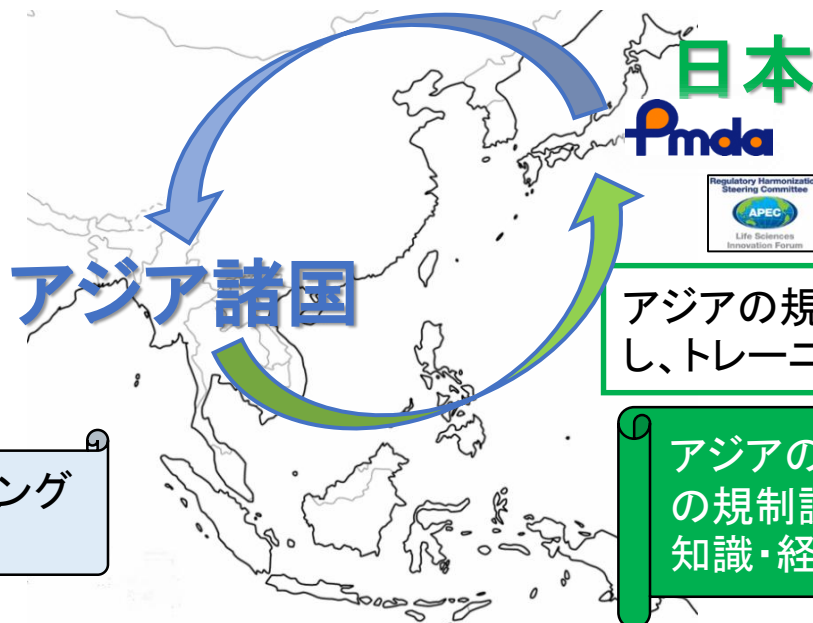 日本
Pmda
Regulatory Harmonization
Steering Committee
APEC
Life Sciences
Innovation Forum
アジア諸国
アジアの規
し、トレーニ
ング
アジアの
の規制
知識・経